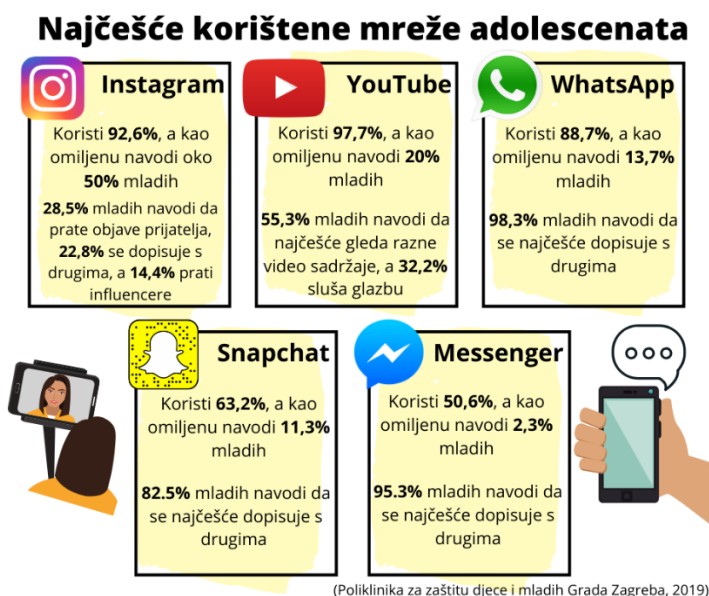 Najčešće korištene mreže adolescenata
Instagram
Koristi 92,6%, a kao
omiljenu navodi oko
50% mladih
28,5% mladih navodi da
prate objave prijatelja,
22,8% se dopisuje s
drugima, a 14,4% prati
influencere
YouTube
Koristi 97,7%, a kao
omiljenu navodi 20%
mladih
55,3% mladih navodi da
najčešće gleda razne
video sadržaje, a 32,2%
sluša glazbu
WhatsApp
Koristi 88,7%, a kao
omiljenu navodi 13,7%
mladih
98,3% mladih navodi da
se najčešće dopisuje s
drugima
Snapchat
Koristi 63,2%, a kao
omiljenu navodi 11,3%
mladih
82.5% mladih navodi da
se najčešće dopisuje s
drugima
Messenger
Koristi 50,6%, a kao
omiljenu navodi 2,3%
mladih
95.3% mladih navodi da
se najčešće dopisuje s
drugima
(Poliklinika za zaštitu djece i mladih Grada Zagreba, 2019)